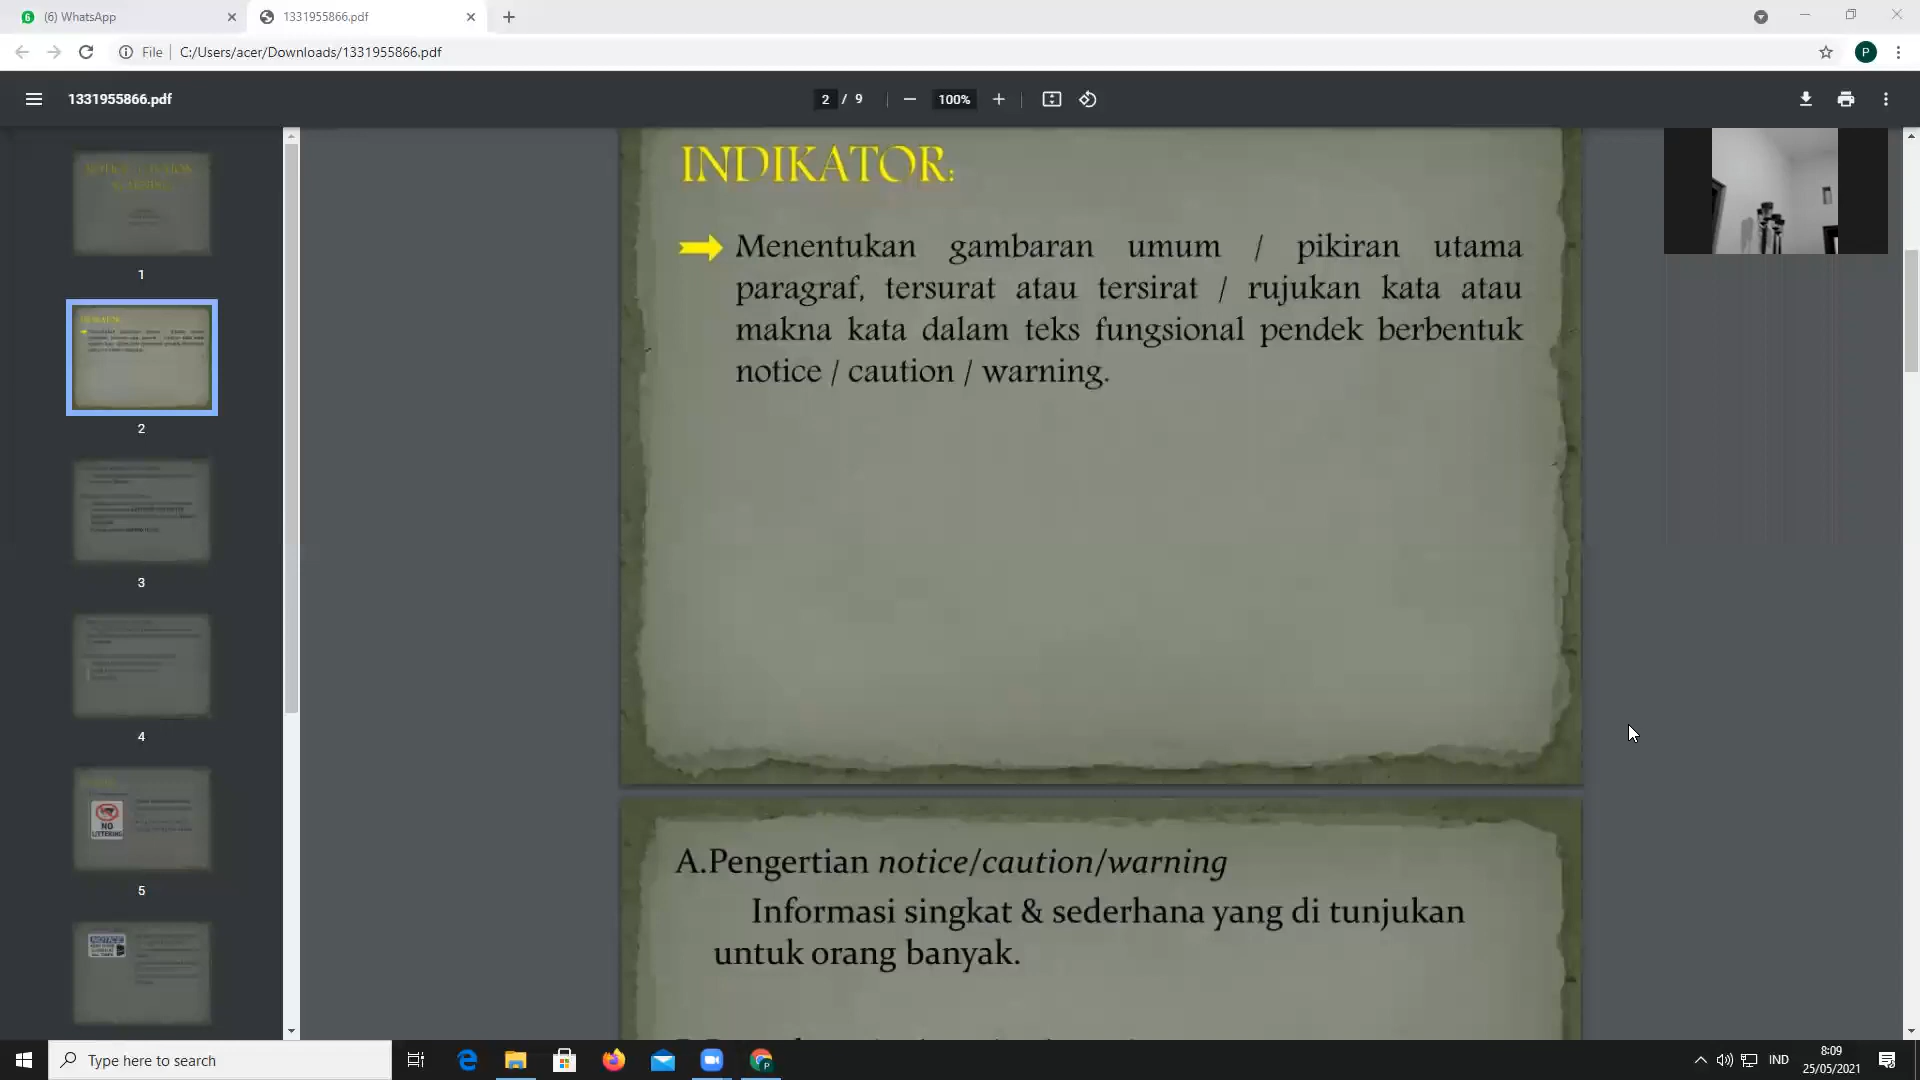 (6) WhatsApp
1331955866.pdf
File
C:/Users/acer/Downloads/1331955866.pdf
P
1331955866.pdf
2 / 9
100%
1
2
3
4
NO
LITTERING
5
NOTICE
INDIKATOR:
Menentukan gambaran umum / pikiran utama
paragraf, tersurat atau tersirat / rujukan kata atau
makna kata dalam teks fungsional pendek berbentuk
notice / caution / warning.
A.Pengertian notice/caution/warning
Informasi singkat & sederhana yang di tunjukan
untuk orang banyak.
Type here to search
IND
8:09
25/05/2021